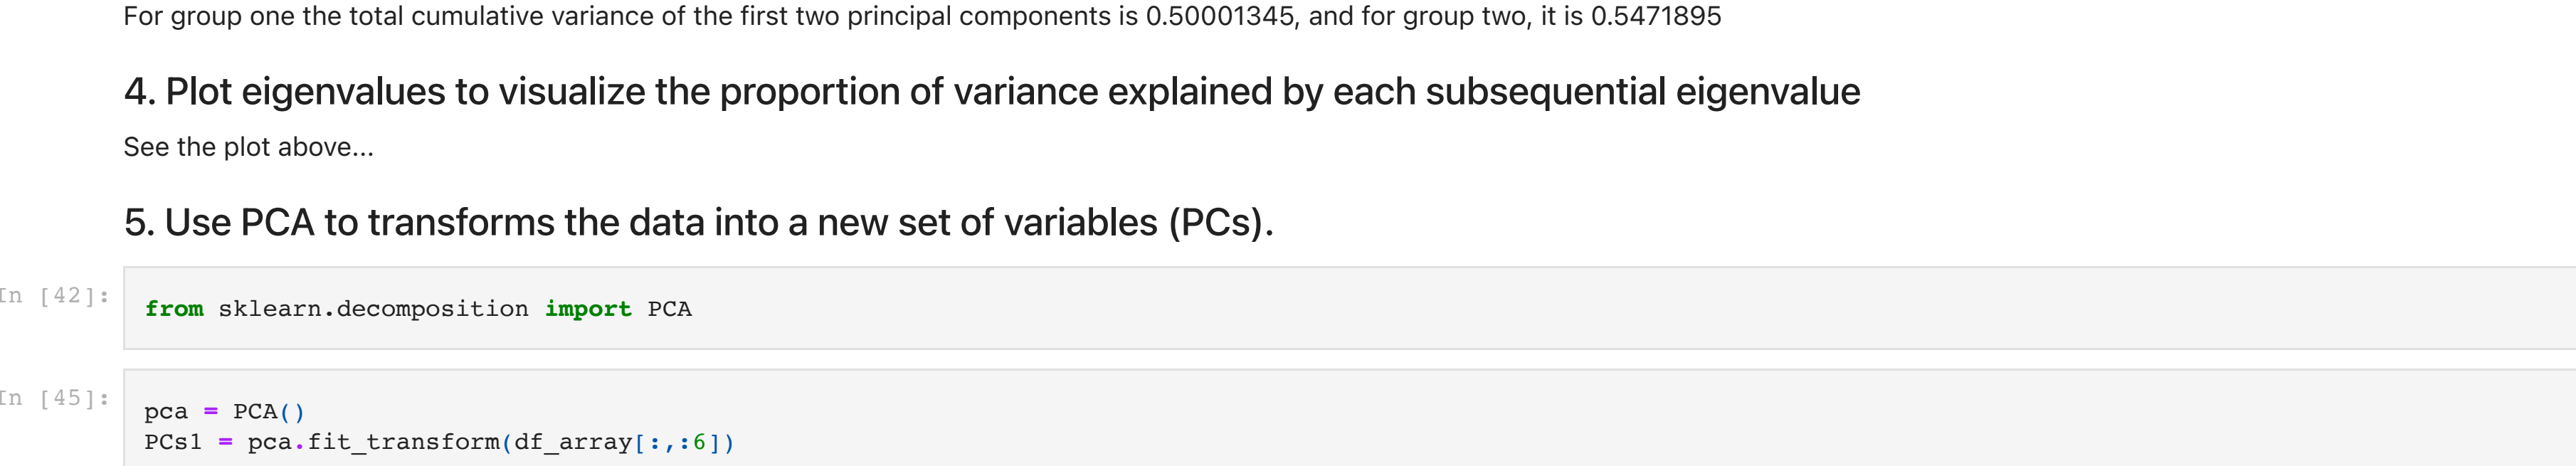 For group one the total cumulative variance of the first two principal components is 0.50001345, and for group two, it is 0.5471895
4. Plot eigenvalues to visualize the proportion of variance explained by each subsequential eigenvalue
See the plot above...
5. Use PCA to transforms the data into a new set of variables (PCs).
In [42]:
from sklearn.decomposition import PCA
In [45]:
pca = PCA()
PCs1 = pca.fit_transform(df_array[:,:6])